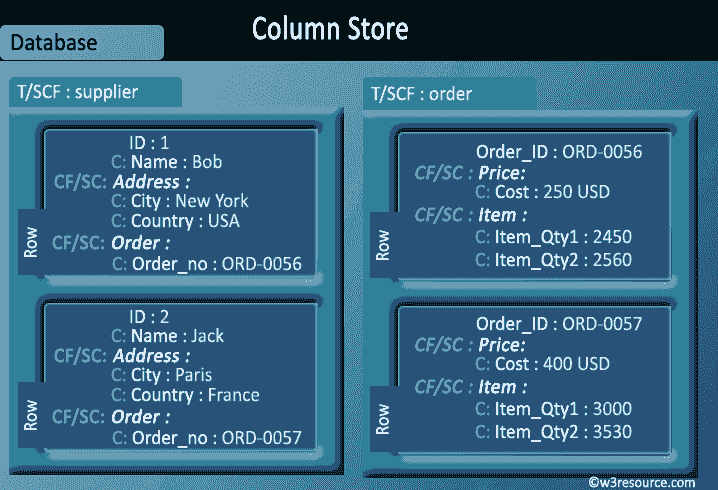 Column Store
Database
T/SCF : supplier
ID : 1
C: Name : Bob
CF/SC: Address :
C: City : New York
C: Country : USA
CF/SC: Order :
C: Order_no : ORD-0056
Row
ID : 2
C: Name : Jack
CF/SC: Address :
C: City : Paris
C: Country : France
CF/SC: Order :
C: Order_no : ORD-0057
Row
T/SCF : order
Order_ID : ORD-0056
CF/SC : Price:
C: Cost : 250 USD
CF/SC : Item :
C: Item_Qty1 : 2450
C: Item_Qty2 : 2560
Row
Order_ID : ORD-0057
CF/SC : Price:
C: Cost : 400 USD
CF/SC : Item :
C: Item_Qty1 : 3000
C: Item_Qty2 : 3530
Row
©w3resource.com